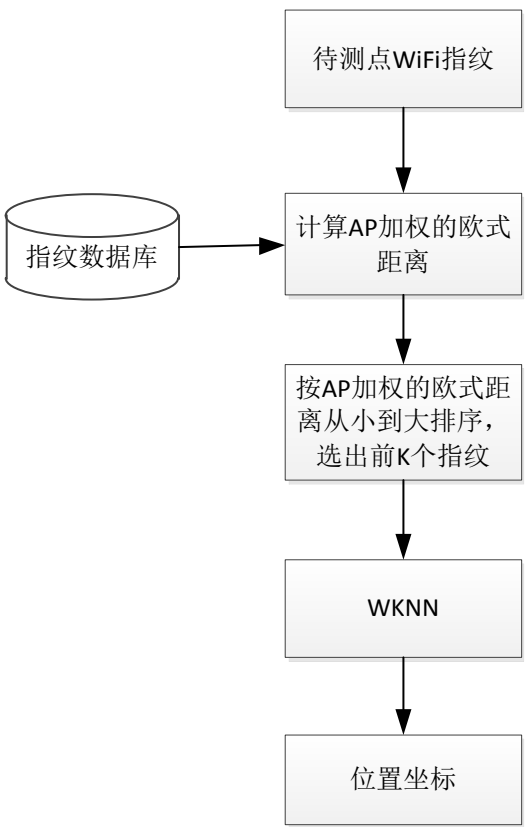 待测点WiFi指纹
指纹数据库
计算AP加权的欧式
距离
按AP加权的欧式距
离从小到大排序，
选出前K个指纹
WKNN
位置坐标